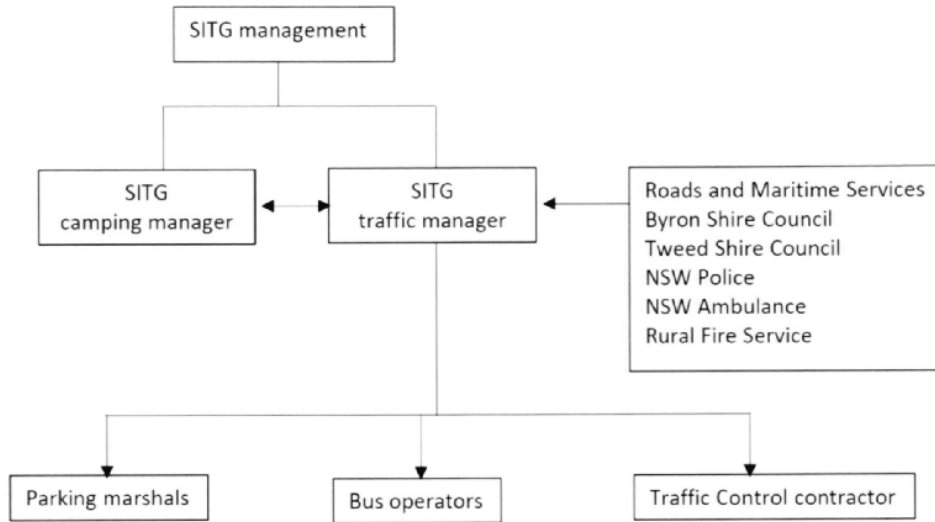 SITG management
SITG
camping manager
SITG
traffic manager
Roads and Maritime Services
Byron Shire Council
Tweed Shire Council
NSW Police
NSW Ambulance
Rural Fire Service
Parking marshals
Bus operators
Traffic Control contractor